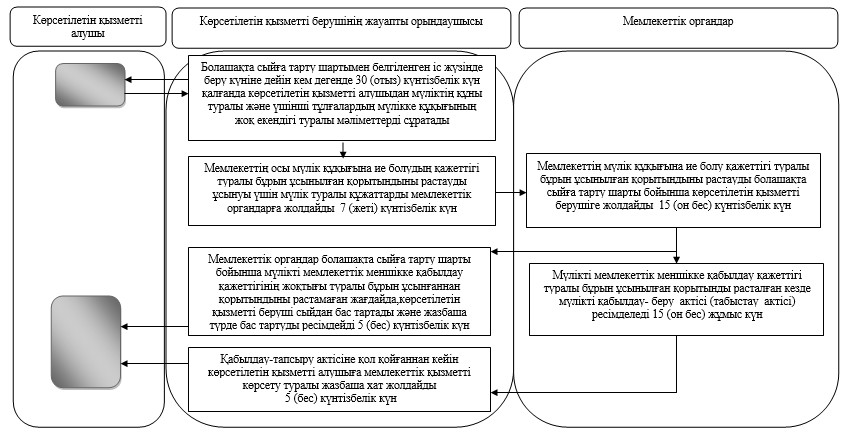 Көрсетілетін қызметті
алушы
Көрсетілетін қызметті берушінің жауапты орындаушысы
Мемлекеттік органдар
Болашақта сыйға тарту шартымен белгіленген іс жүзінде
беру күніне дейін кем дегенде 30 (отыз) күнтізбелік күн
қалғанда көрсетілетін қызметті алушыдан мүліктің құны
туралы және үшінші тұлғалардың мүлікке құқығының
жоқ екендігі туралы мәліметтерді сұратады
Мемлекеттің осы мүлік құқығына ие болудың қажеттігі
туралы бұрын ұсынылған қорытындыны растауды
ұсынуы үшін мүлік туралы құжаттарды мемлекеттік
органдарға жолдайды 7 (жеті) күнтізбелік күн
Мемлекеттің мүлік құқығына ие болу қажеттігі туралы
бұрын ұсынылған қорытындыны растауды болашақта
сыйға тарту шарты бойынша көрсетілетін қызметті
берушіге жолдайды 15 (он бес) күнтізбелік күн
Мемлекеттік органдар болашақта сыйға тарту шарты
бойынша мүлікті мемлекеттік меншікке қабылдау
қажеттігінің жоқтығы туралы бұрын ұсынғаннан
қорытындыны растамаған жағдайда,көрсетілетін
қызметті беруші сыйдан бас тартады және жазбаша
түрде бас тартуды ресімдейді 5 (бес) күнтізбелік күн
Мүлікті мемлекеттік меншікке қабылдау қажеттігі
туралы бұрын ұсынылған қорытынды расталған кезде
мүлікті қабылдау- беру актісі (табыстау актісі)
ресімделеді 15 (он бес) жұмыс күн
Қабылдау-тапсыру актісіне қол қойғаннан кейін
көрсетілетін қызметті алушыға мемлекеттік қызметті
көрсету туралы жазбаша хат жолдайды
5 (бес) күнтізбелік күн